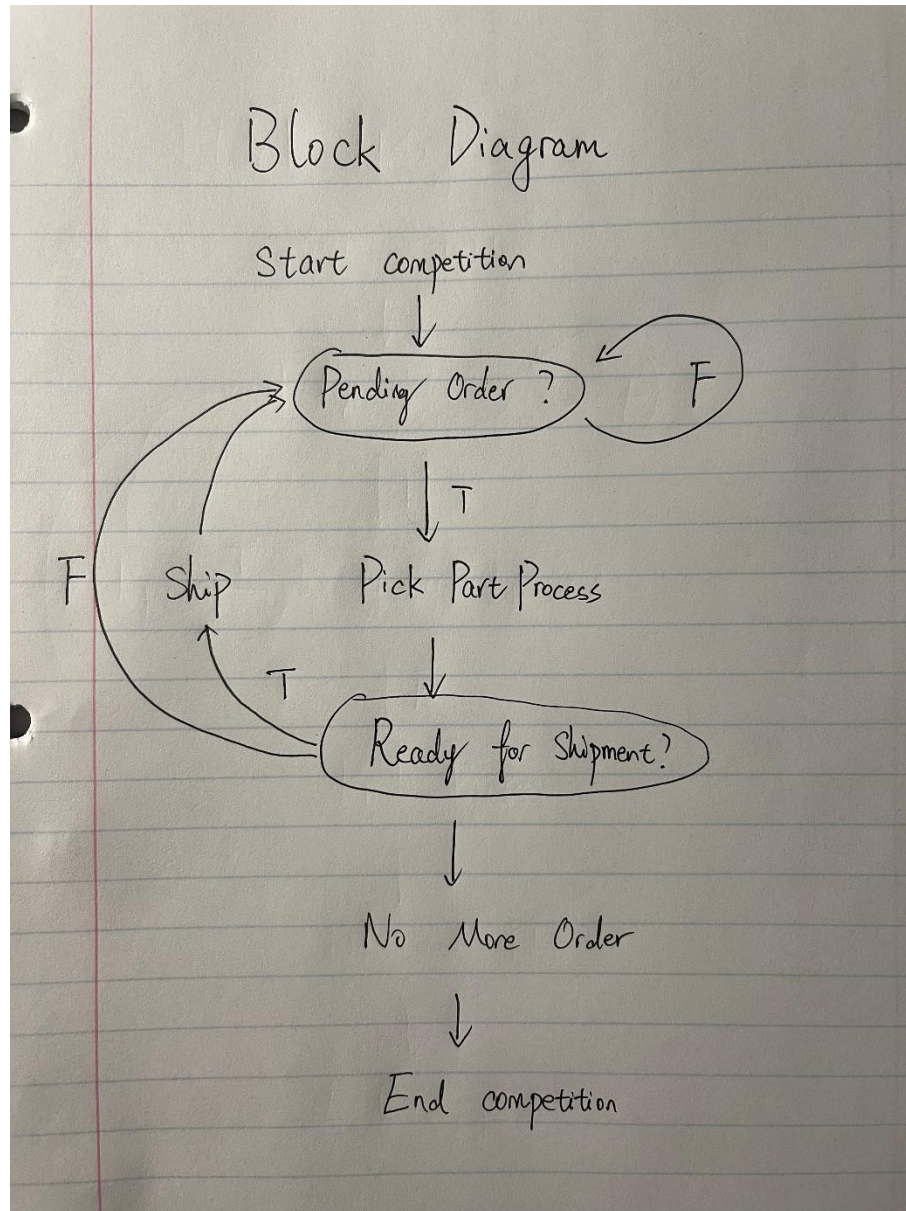 Block Diagram
Start competition
Pending Order ?
F
T
F
Ship
Pick Part Process
T
Ready for Shipment?
No More Order
End competition